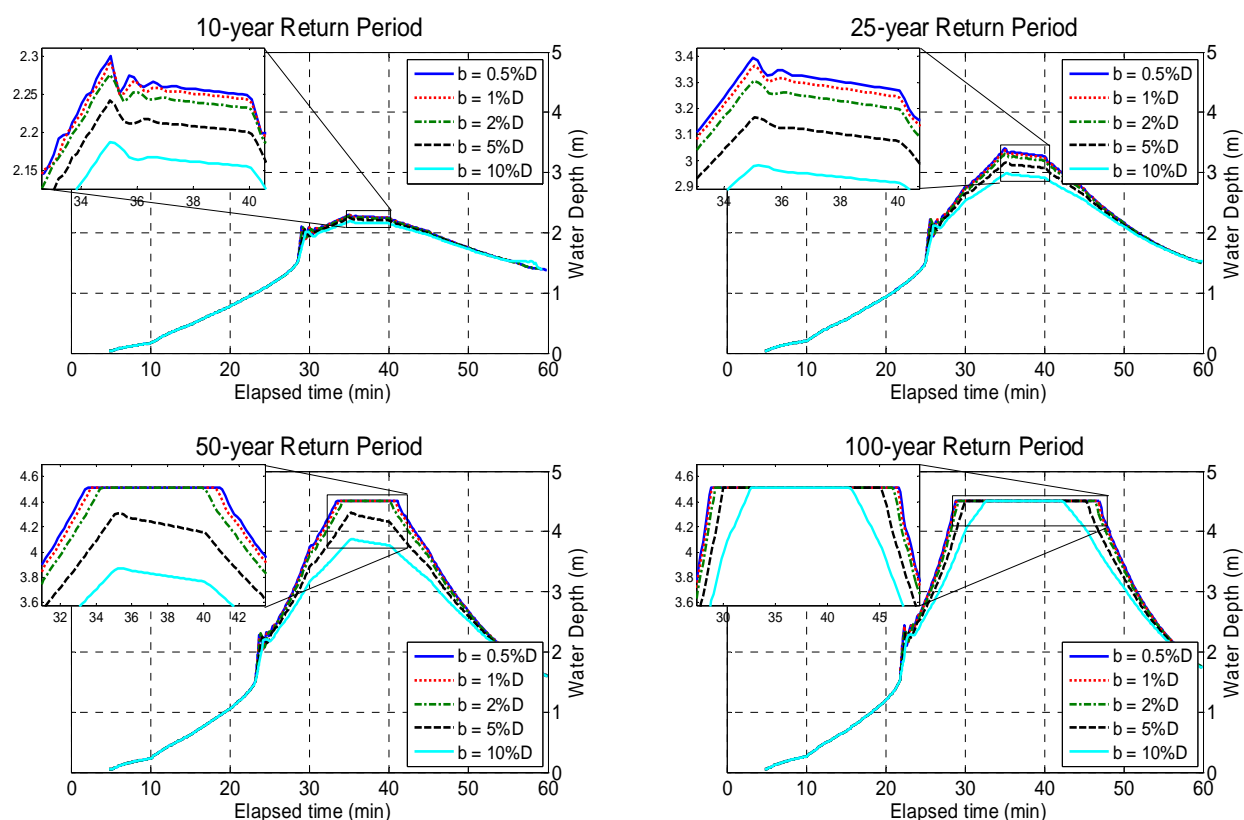 10-year Return Period
2.3
2.25
2.2
2.15
34 36 38 40
b = 0.5%D
b = 1%D
b = 2%D
b = 5%D
b = 10%D
5
4
3
2
1
0
Water Depth (m)
0 10 20 30 40 50 60
Elapsed time (min)
25-year Return Period
3.4
3.3
3.2
3.1
3
2.9
34 36 38 40
b = 0.5%D
b = 1%D
b = 2%D
b = 5%D
b = 10%D
5
4
3
2
1
0
Water Depth (m)
0 10 20 30 40 50 60
Elapsed time (min)
50-year Return Period
4.6
4.4
4.2
4
3.8
3.6
32 34 36 38 40 42
b = 0.5%D
b = 1%D
b = 2%D
b = 5%D
b = 10%D
5
4
3
2
1
0
Water Depth (m)
0 10 20 30 40 50 60
Elapsed time (min)
100-year Return Period
4.6
4.4
4.2
4
3.8
3.6
30 35 40 45
b = 0.5%D
b = 1%D
b = 2%D
b = 5%D
b = 10%D
5
4
3
2
1
0
Water Depth (m)
0 10 20 30 40 50 60
Elapsed time (min)